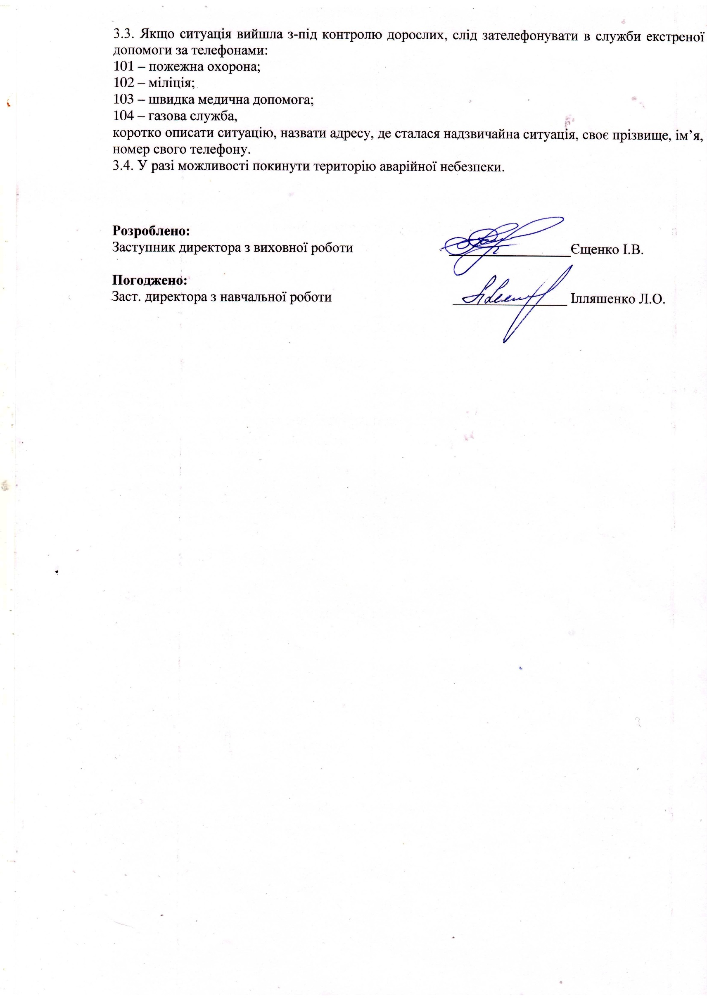 3.3. Якщо ситуація вийшла з-під контролю дорослих, слід зателефонувати в служби екстреної
допомоги за телефонами:
101 – пожежна охорона;
102 – міліція;
103 – швидка медична допомога;
104 – газова служба,
коротко описати ситуацію, назвати адресу, де сталася надзвичайна ситуація, своє прізвище, ім’я,
номер свого телефону.
3.4. У разі можливості покинути територію аварійної небезпеки.
Розроблено:
Заступник директора з виховної роботи Єщенко І.В.
Погоджено:
Заст. директора з навчальної роботи Ілляшенко Л.О.